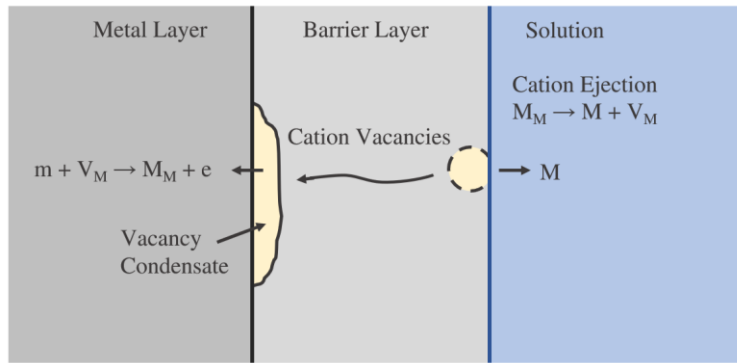 Metal Layer
Barrier Layer
Solution
Cation Ejection
M_M → M + V_M
Cation Vacancies
m + V_M → M_M + e
M
Vacancy
Condensate